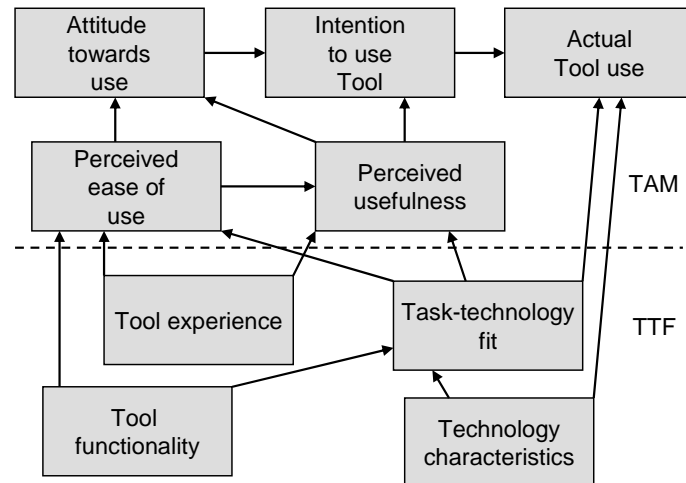 Attitude
towards
use
Intention
to use
Tool
Actual
Tool use
Perceived
ease of
use
Perceived
usefulness
TAM
Tool experience
Task-technology
fit
TTF
Tool
functionality
Technology
characteristics